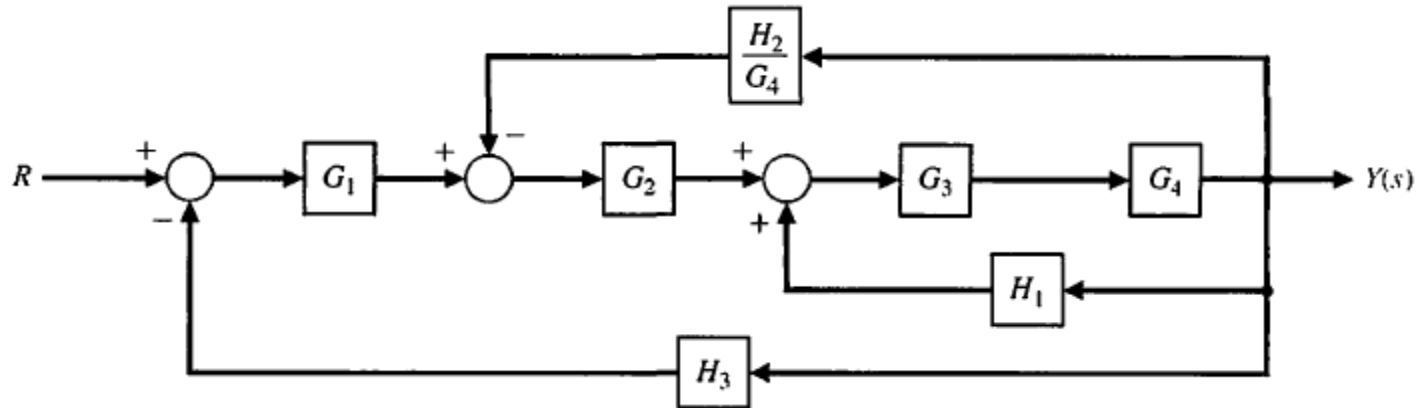 H₂
G₄
+ − + +
R G₁ G₂ G₃ G₄ Y(s)
− +
H₁
H₃